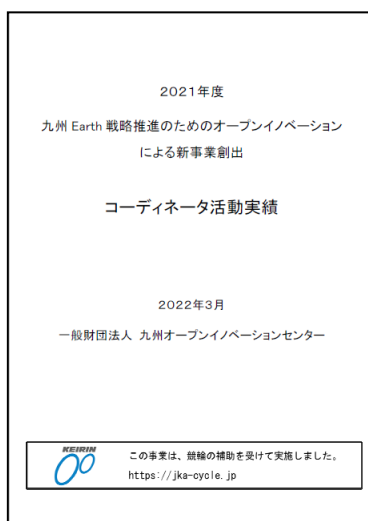 2021年度
九州 Earth 戦略推進のためのオープンイノベーション
による新事業創出
コーディネータ活動実績
2022年3月
一般財団法人 九州オープンイノベーションセンター
KEIRIN
この事業は、競輪の補助を受けて実施しました。
https://jka-cycle.jp